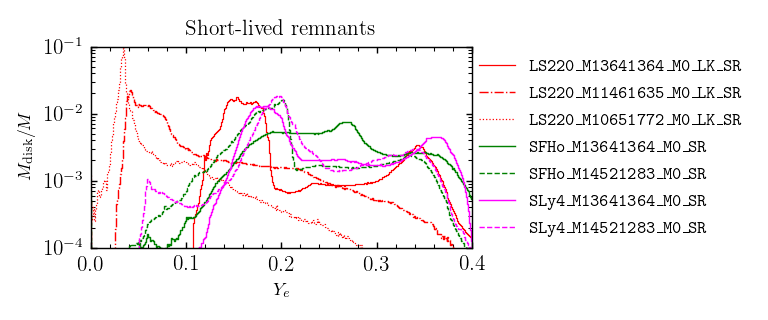 Short-lived remnants
10⁻¹
10⁻²
10⁻³
10⁻⁴
M_disk/M
0.0 0.1 0.2 0.3 0.4
Y_e
LS220_M13641364_M0_LK_SR
LS220_M11461635_M0_LK_SR
LS220_M10651772_M0_LK_SR
SFHo_M13641364_M0_SR
SFHo_M14521283_M0_SR
SLy4_M13641364_M0_SR
SLy4_M14521283_M0_SR